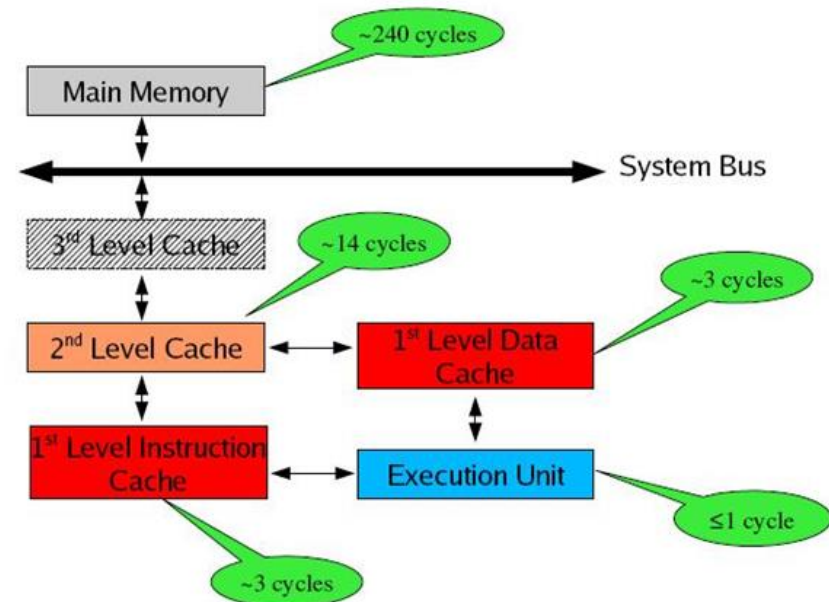 ~240 cycles
Main Memory
System Bus
3rd Level Cache
~14 cycles
~3 cycles
2nd Level Cache
1st Level Data
Cache
1st Level Instruction
Cache
Execution Unit
≤1 cycle
~3 cycles